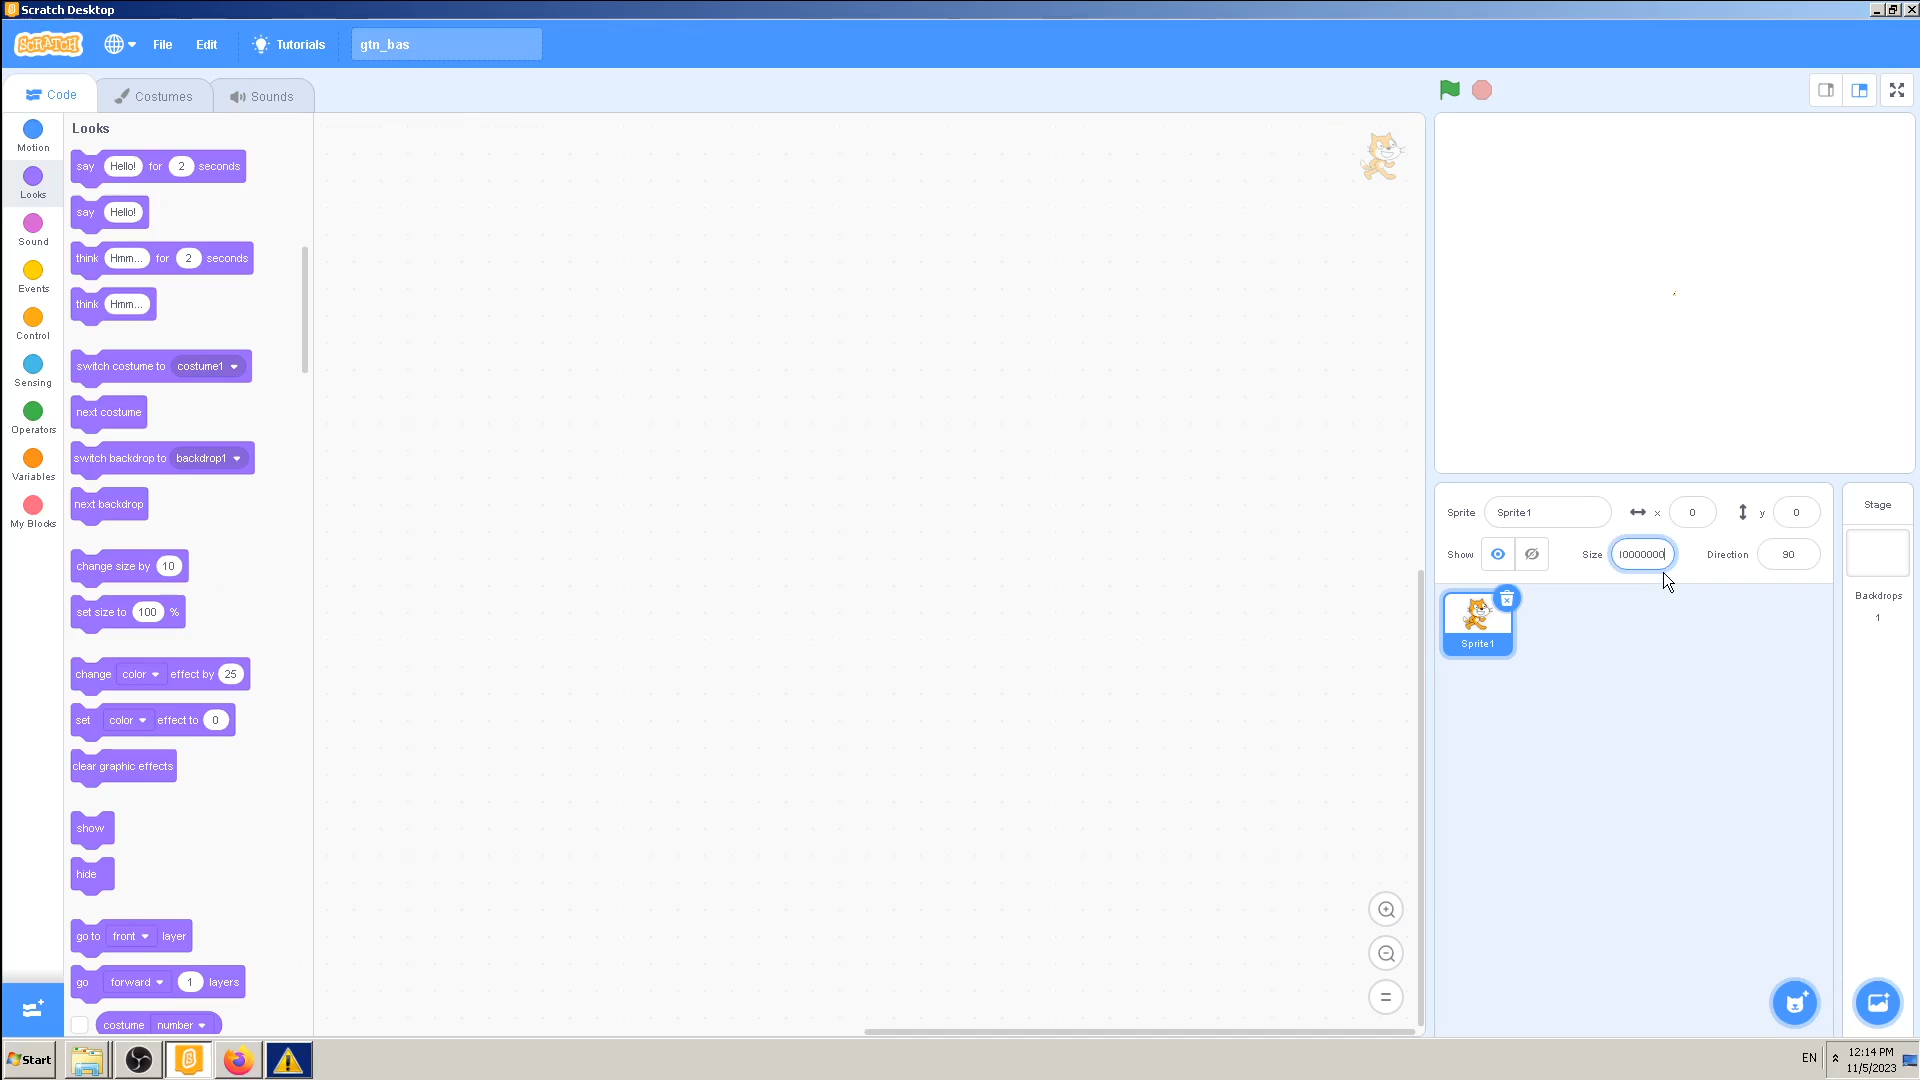 Scratch Desktop
SCRATCH
File
Edit
Tutorials
gtn_bas
Code
Costumes
Sounds
Motion
Looks
Sound
Events
Control
Sensing
Operators
Variables
My Blocks
Looks
say Hello! for 2 seconds
say Hello!
think Hmm... for 2 seconds
think Hmm...
switch costume to costume1
next costume
switch backdrop to backdrop1
next backdrop
change size by 10
set size to 100 %
change color effect by 25
set color effect to 0
clear graphic effects
show
hide
go to front layer
go forward 1 layers
costume number
Sprite Sprite1 x 0 y 0
Show Size 0000000 Direction 90
Sprite1
Stage
Backdrops
1
Start
EN
12:14 PM
11/5/2023